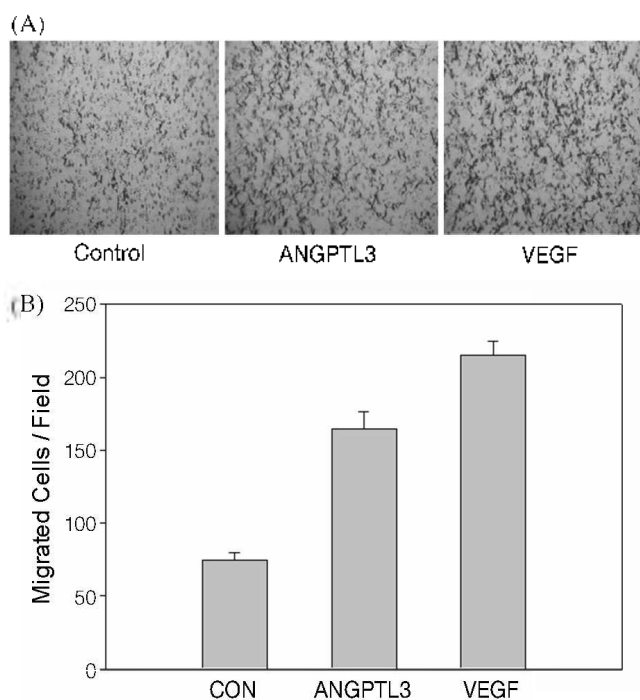 (A)
Control ANGPTL3 VEGF
(B)
Migrated Cells / Field
250
200
150
100
50
0
CON ANGPTL3 VEGF